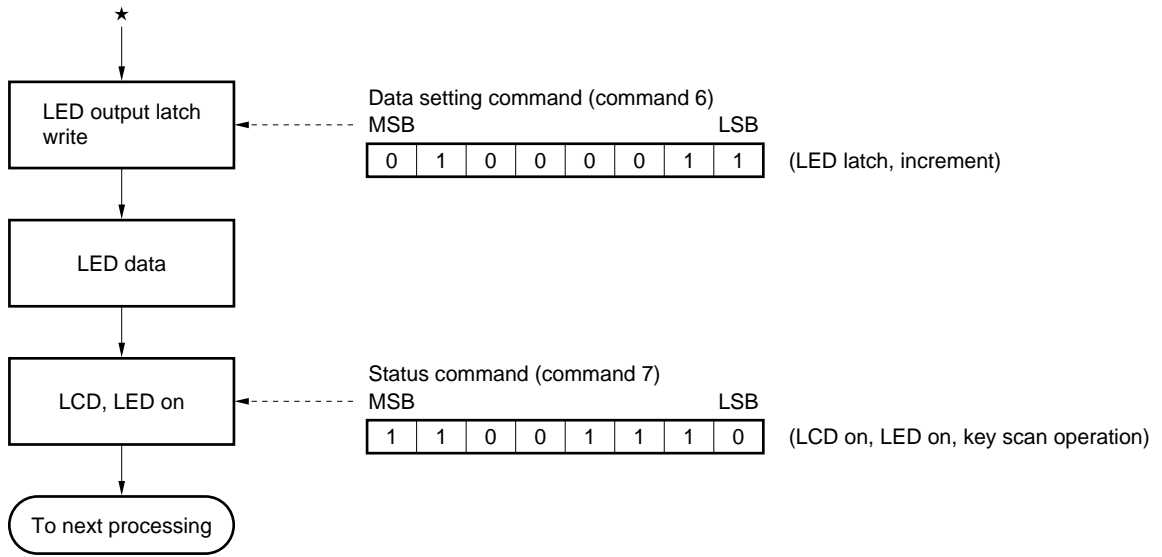 ★
LED output latch
write
Data setting command (command 6)
MSB LSB
0 1 0 0 0 0 1 1 (LED latch, increment)
LED data
LCD, LED on
Status command (command 7)
MSB LSB
1 1 0 0 1 1 1 0 (LCD on, LED on, key scan operation)
To next processing